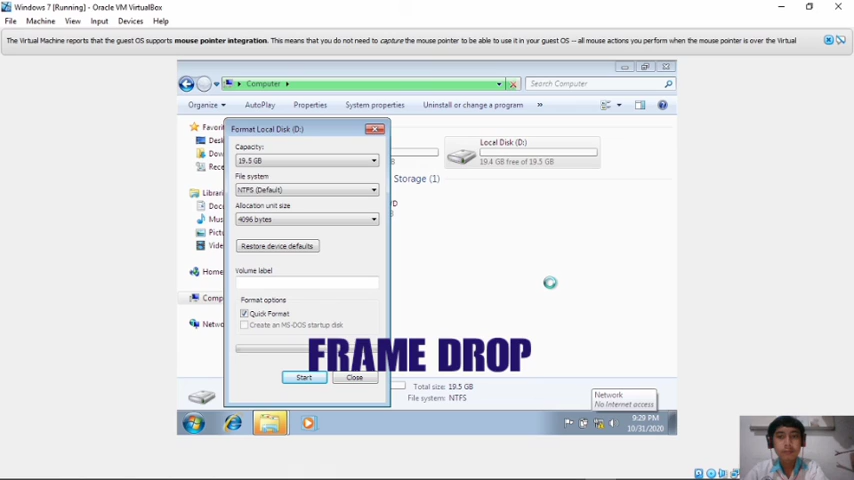 Windows 7 [Running] - Oracle VM VirtualBox
File Machine View Input Devices Help
The Virtual Machine reports that the guest OS supports mouse pointer integration. This means that you do not need to capture the mouse pointer to be able to use it in your guest OS -- all mouse actions you perform when the mouse pointer is over the Virtual
Computer
Search Computer
Organize AutoPlay Properties System properties Uninstall or change a program »
Format Local Disk (D:)
Capacity:
19.5 GB
File system
NTFS (Default)
Allocation unit size
4096 bytes
Restore device defaults
Volume label
Format options
Quick Format
Create an MS-DOS startup disk
Start Close
Local Disk (D:)
19.4 GB free of 19.5 GB
Storage (1)
FRAME DROP
Total size: 19.5 GB
File system: NTFS
Network
No Internet access
9:29 PM
10/31/2020